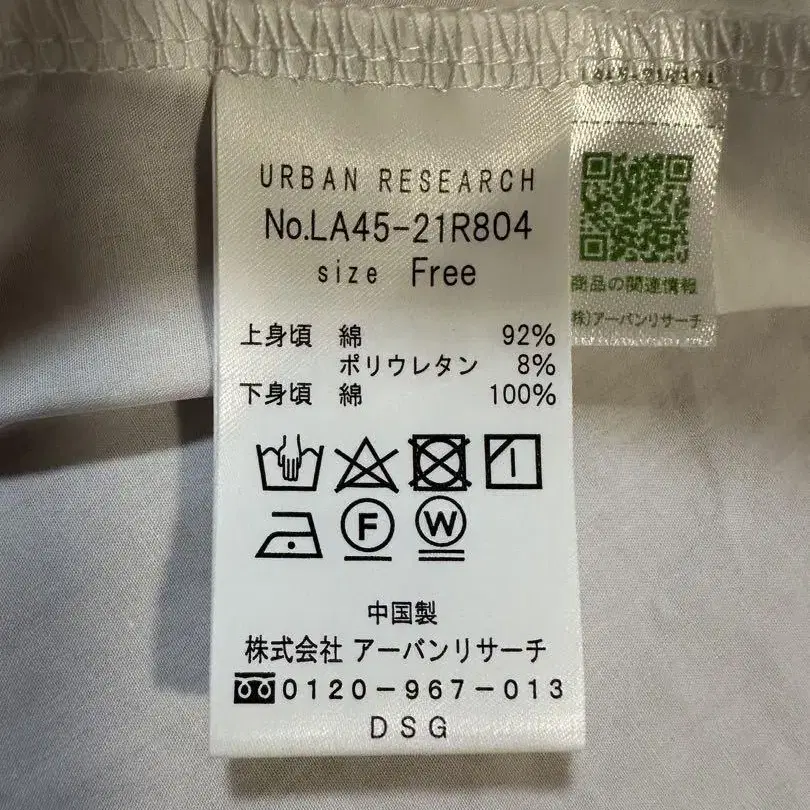 URBAN RESEARCH
No.LA45-21R804
size Free
上身頃 綿 92%
ポリウレタン 8%
下身頃 綿 100%
F W
中国製
株式会社 アーバンリサーチ
0120-967-013
DSG
商品の関連情報
株)アーバンリサーチ